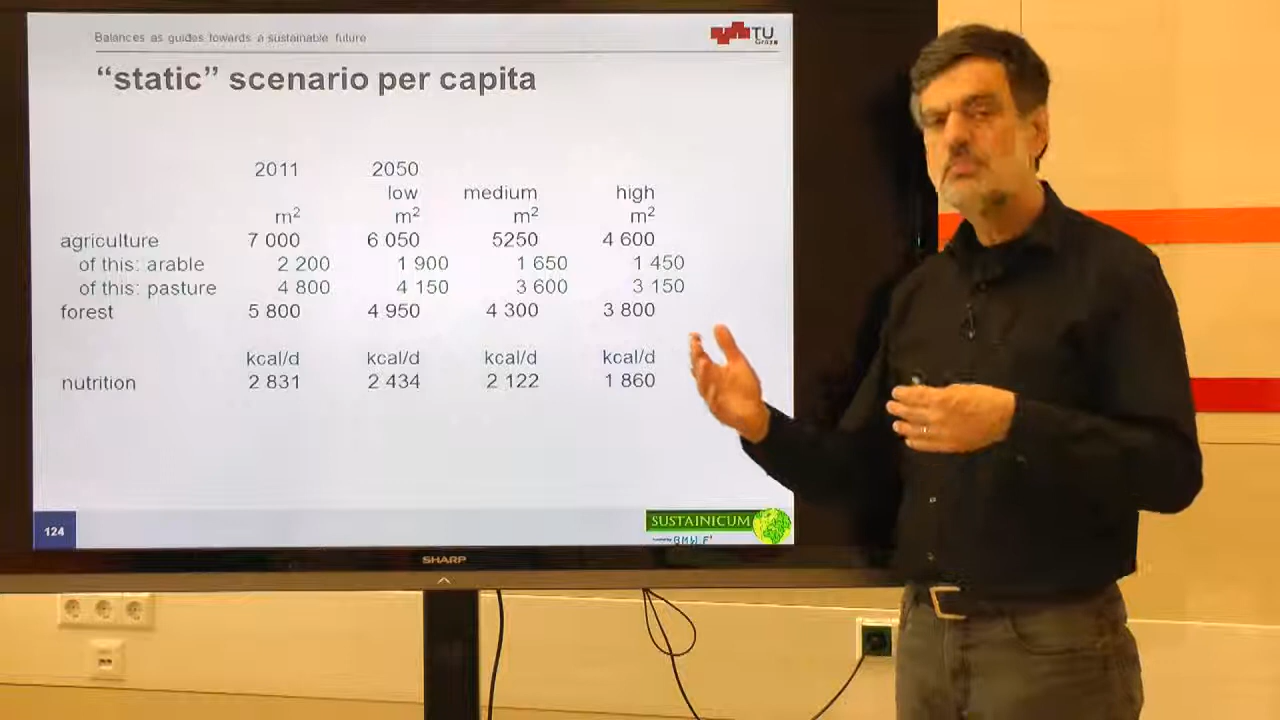 Balances as guides towards a sustainable future
TU
Graz
“static” scenario per capita
2011 2050
low medium high
m² m² m² m²
agriculture 7 000 6 050 5250 4 600
of this: arable 2 200 1 900 1 650 1 450
of this: pasture 4 800 4 150 3 600 3 150
forest 5 800 4 950 4 300 3 800
kcal/d kcal/d kcal/d kcal/d
nutrition 2 831 2 434 2 122 1 860
124
SUSTAINICUM
BMWF
SHARP